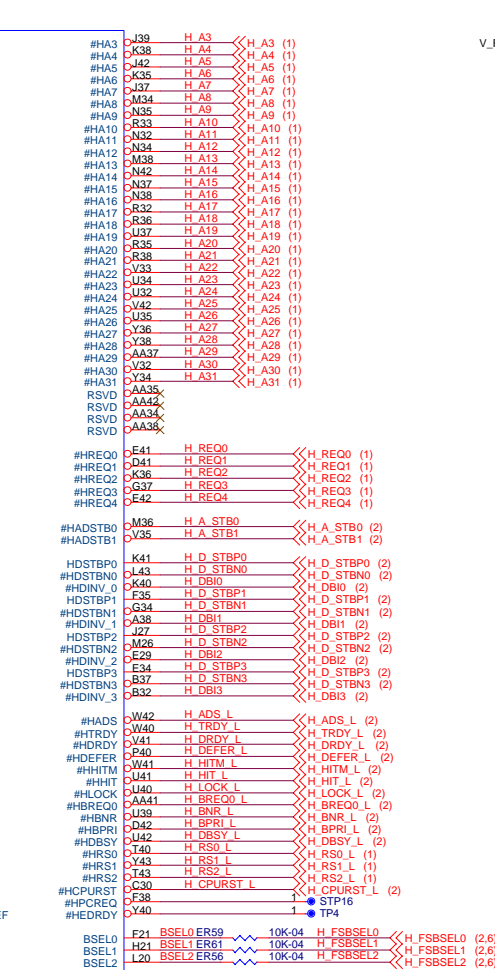 #HA3 J39 H_A3 H_A3 (1) V_F
#HA4 K38 H_A4 H_A4 (1)
#HA5 J42 H_A5 H_A5 (1)
#HA6 K35 H_A6 H_A6 (1)
#HA7 J37 H_A7 H_A7 (1)
#HA8 M34 H_A8 H_A8 (1)
#HA9 N35 H_A9 H_A9 (1)
#HA10 R33 H_A10 H_A10 (1)
#HA11 N32 H_A11 H_A11 (1)
#HA12 N34 H_A12 H_A12 (1)
#HA13 M38 H_A13 H_A13 (1)
#HA14 N42 H_A14 H_A14 (1)
#HA15 N37 H_A15 H_A15 (1)
#HA16 N38 H_A16 H_A16 (1)
#HA17 R32 H_A17 H_A17 (1)
#HA18 R36 H_A18 H_A18 (1)
#HA19 U37 H_A19 H_A19 (1)
#HA20 R35 H_A20 H_A20 (1)
#HA21 R38 H_A21 H_A21 (1)
#HA22 V33 H_A22 H_A22 (1)
#HA23 U34 H_A23 H_A23 (1)
#HA24 U32 H_A24 H_A24 (1)
#HA25 V42 H_A25 H_A25 (1)
#HA26 U35 H_A26 H_A26 (1)
#HA27 Y36 H_A27 H_A27 (1)
#HA28 Y38 H_A28 H_A28 (1)
#HA29 AA37 H_A29 H_A29 (1)
#HA30 V32 H_A30 H_A30 (1)
#HA31 Y34 H_A31 H_A31 (1)
RSVD AA35
RSVD AA42
RSVD AA34
RSVD AA38
#HREQ0 E41 H_REQ0 H_REQ0 (1)
#HREQ1 D41 H_REQ1 H_REQ1 (1)
#HREQ2 K36 H_REQ2 H_REQ2 (1)
#HREQ3 G37 H_REQ3 H_REQ3 (1)
#HREQ4 E42 H_REQ4 H_REQ4 (1)
#HADSTB0 M36 H_A_STB0 H_A_STB0 (2)
#HADSTB1 V35 H_A_STB1 H_A_STB1 (2)
HDSTBP0 K41 H_D_STBP0 H_D_STBP0 (2)
#HDSTBN0 L43 H_D_STBN0 H_D_STBN0 (2)
#HDINV_0 K40 H_DBI0 H_DBI0 (2)
HDSTBP1 F35 H_D_STBP1 H_D_STBP1 (2)
#HDSTBN1 G34 H_D_STBN1 H_D_STBN1 (2)
#HDINV_1 A38 H_DBI1 H_DBI1 (2)
HDSTBP2 J27 H_D_STBP2 H_D_STBP2 (2)
#HDSTBN2 M26 H_D_STBN2 H_D_STBN2 (2)
#HDINV_2 E29 H_DBI2 H_DBI2 (2)
HDSTBP3 E34 H_D_STBP3 H_D_STBP3 (2)
#HDSTBN3 B37 H_D_STBN3 H_D_STBN3 (2)
#HDINV_3 B32 H_DBI3 H_DBI3 (2)
#HADS W42 H_ADS_L H_ADS_L (2)
#HTRDY W40 H_TRDY_L H_TRDY_L (2)
#HDRDY V41 H_DRDY_L H_DRDY_L (2)
#HDEFER P40 H_DEFER_L H_DEFER_L (2)
#HHITM W41 H_HITM_L H_HITM_L (2)
#HHIT U41 H_HIT_L H_HIT_L (2)
#HLOCK U40 H_LOCK_L H_LOCK_L (2)
#HBREQ0 AA41 H_BREQ0_L H_BREQ0_L (2)
#HBNR U39 H_BNR_L H_BNR_L (2)
#HBPRI D42 H_BPRI_L H_BPRI_L (2)
#HDBSY U42 H_DBSY_L H_DBSY_L (2)
#HRS0 T40 H_RS0_L H_RS0_L (1)
#HRS1 Y43 H_RS1_L H_RS1_L (1)
#HRS2 T43 H_RS2_L H_RS2_L (1)
#HCPURST C30 H_CPURST_L H_CPURST_L (2)
#HPCREQ F38 1 STP16
EF #HEDRDY Y40 1 TP4
BSEL0 F21 BSEL0 ER59 10K-04 H_FSBSEL0 H_FSBSEL0 (2,6
BSEL1 H21 BSEL1 ER61 10K-04 H_FSBSEL1 H_FSBSEL1 (2,6
BSEL2 L20 BSEL2 ER56 10K-04 H_FSBSEL2 H_FSBSEL2 (2,6